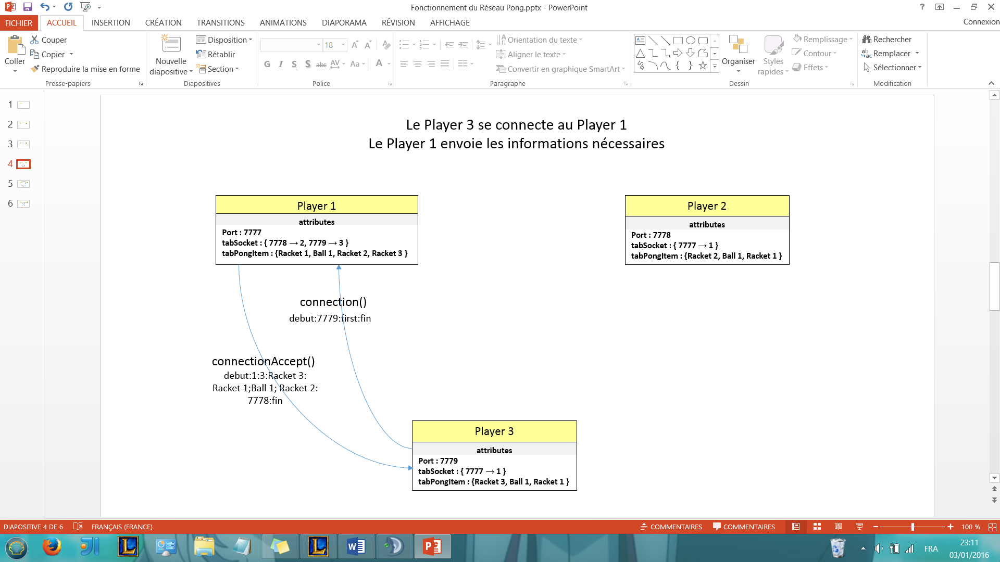 Fonctionnement du Réseau Pong.pptx - PowerPoint
?
FICHIER
ACCUEIL
INSERTION
CRÉATION
TRANSITIONS
ANIMATIONS
DIAPORAMA
RÉVISION
AFFICHAGE
Connexion
Coller
Couper
Copier
Reproduire la mise en forme
Presse-papiers
Nouvelle
diapositive
Disposition
Rétablir
Section
Diapositives
18
G I S S abc AV Aa A
Police
Orientation du texte
Aligner le texte
Convertir en graphique SmartArt
Paragraphe
Organiser
Styles
rapides
Remplissage
Contour
Effets
Dessin
Rechercher
Remplacer
Sélectionner
Modification
1
2
3
4
5
6
Le Player 3 se connecte au Player 1
Le Player 1 envoie les informations nécessaires
Player 1
attributes
Port : 7777
tabSocket : { 7778 → 2, 7779 → 3 }
tabPongItem : {Racket 1, Ball 1, Racket 2, Racket 3 }
Player 2
attributes
Port : 7778
tabSocket : { 7777 → 1 }
tabPongItem : {Racket 2, Ball 1, Racket 1 }
connection()
debut:7779:first:fin
connectionAccept()
debut:1:3:Racket 3:
Racket 1;Ball 1; Racket 2:
7778:fin
Player 3
attributes
Port : 7779
tabSocket : { 7777 → 1 }
tabPongItem : {Racket 3, Ball 1, Racket 1 }
DIAPOSITIVE 4 DE 6
FRANÇAIS (FRANCE)
COMMENTAIRES
COMMENTAIRES
100 %
FRA
23:11
03/01/2016